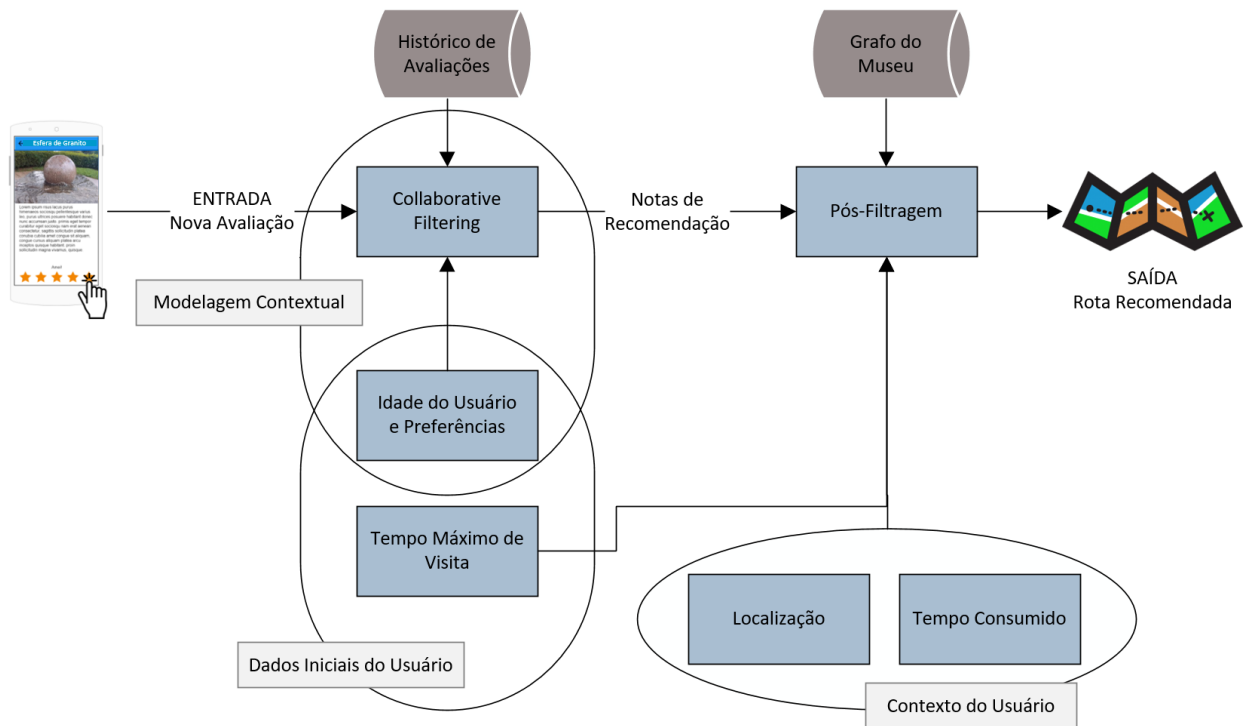 Histórico de
Avaliações
Grafo do
Museu
Esfera de Granito
ENTRADA
Nova Avaliação
Collaborative
Filtering
Notas de
Recomendação
Pós-Filtragem
SAÍDA
Rota Recomendada
Modelagem Contextual
Idade do Usuário
e Preferências
Tempo Máximo de
Visita
Localização
Tempo Consumido
Dados Iniciais do Usuário
Contexto do Usuário